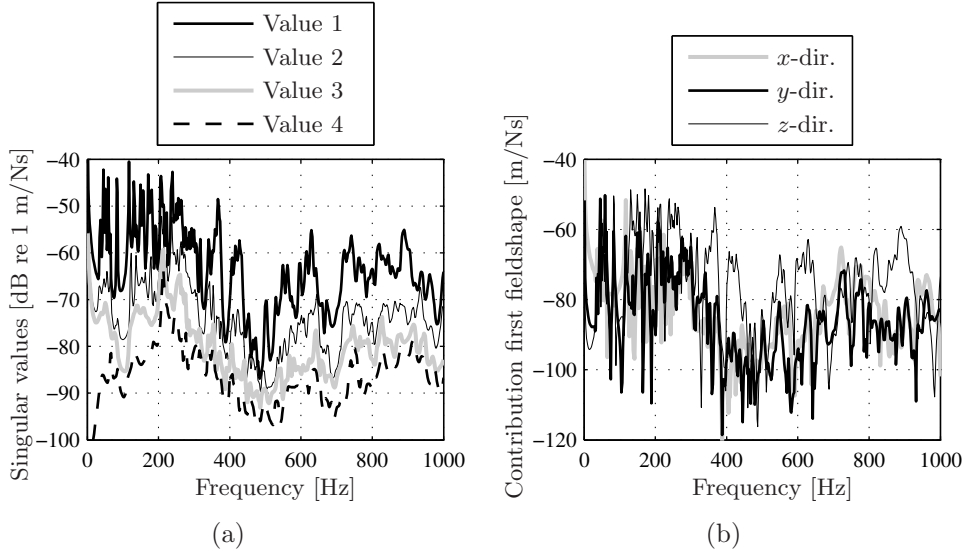 Value 1
Value 2
Value 3
Value 4
Singular values [dB re 1 m/Ns]
−40
−50
−60
−70
−80
−90
−100
0
200
400
600
800
1000
Frequency [Hz]
(a)
x-dir.
y-dir.
z-dir.
Contribution first fieldshape [m/Ns]
−40
−60
−80
−100
−120
0
200
400
600
800
1000
Frequency [Hz]
(b)